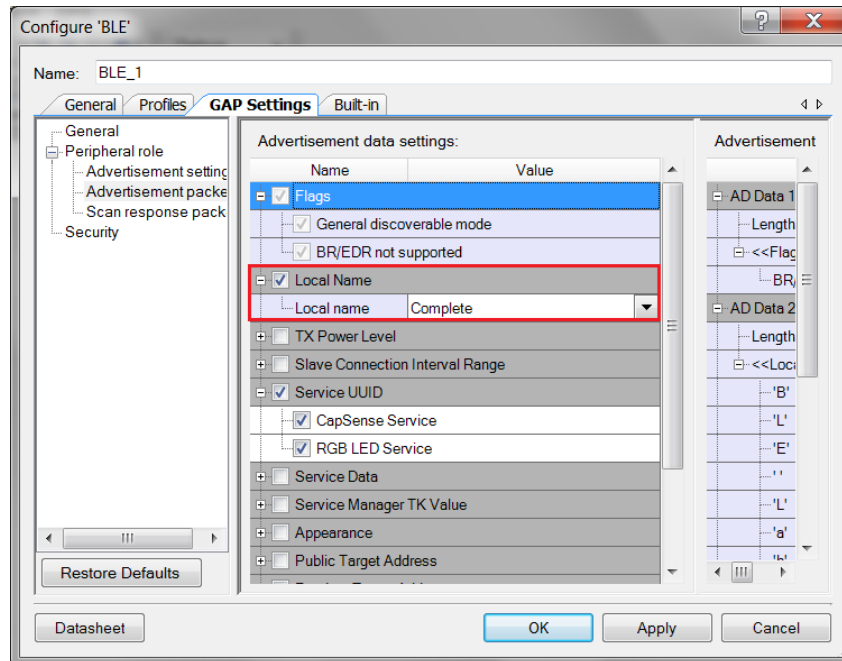 Configure 'BLE'
Name: BLE_1
General Profiles GAP Settings Built-in
General
Peripheral role
Advertisement setting
Advertisement packe
Scan response pack
Security
Restore Defaults
Advertisement data settings:
Name Value
Flags
General discoverable mode
BR/EDR not supported
Local Name
Local name Complete
TX Power Level
Slave Connection Interval Range
Service UUID
CapSense Service
RGB LED Service
Service Data
Service Manager TK Value
Appearance
Public Target Address
Advertisement
AD Data 1
Length
<<Flag
BR/
AD Data 2
Length
<<Loca
'B'
'L'
'E'
' '
'L'
'a'
'b'
Datasheet OK Apply Cancel